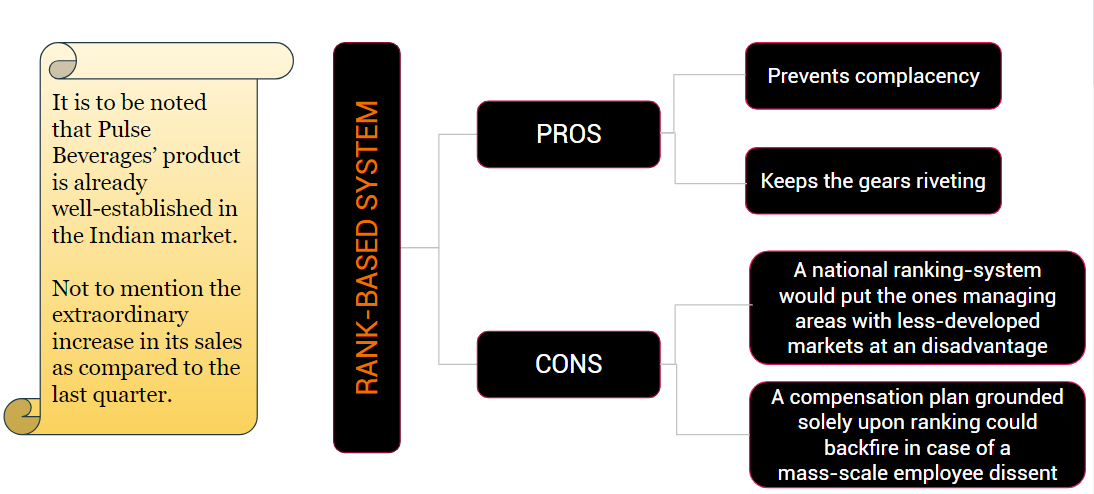 It is to be noted
that Pulse
Beverages’ product
is already
well-established in
the Indian market.
Not to mention the
extraordinary
increase in its sales
as compared to the
last quarter.
RANK-BASED SYSTEM
PROS
Prevents complacency
Keeps the gears riveting
CONS
A national ranking-system
would put the ones managing
areas with less-developed
markets at an disadvantage
A compensation plan grounded
solely upon ranking could
backfire in case of a
mass-scale employee dissent